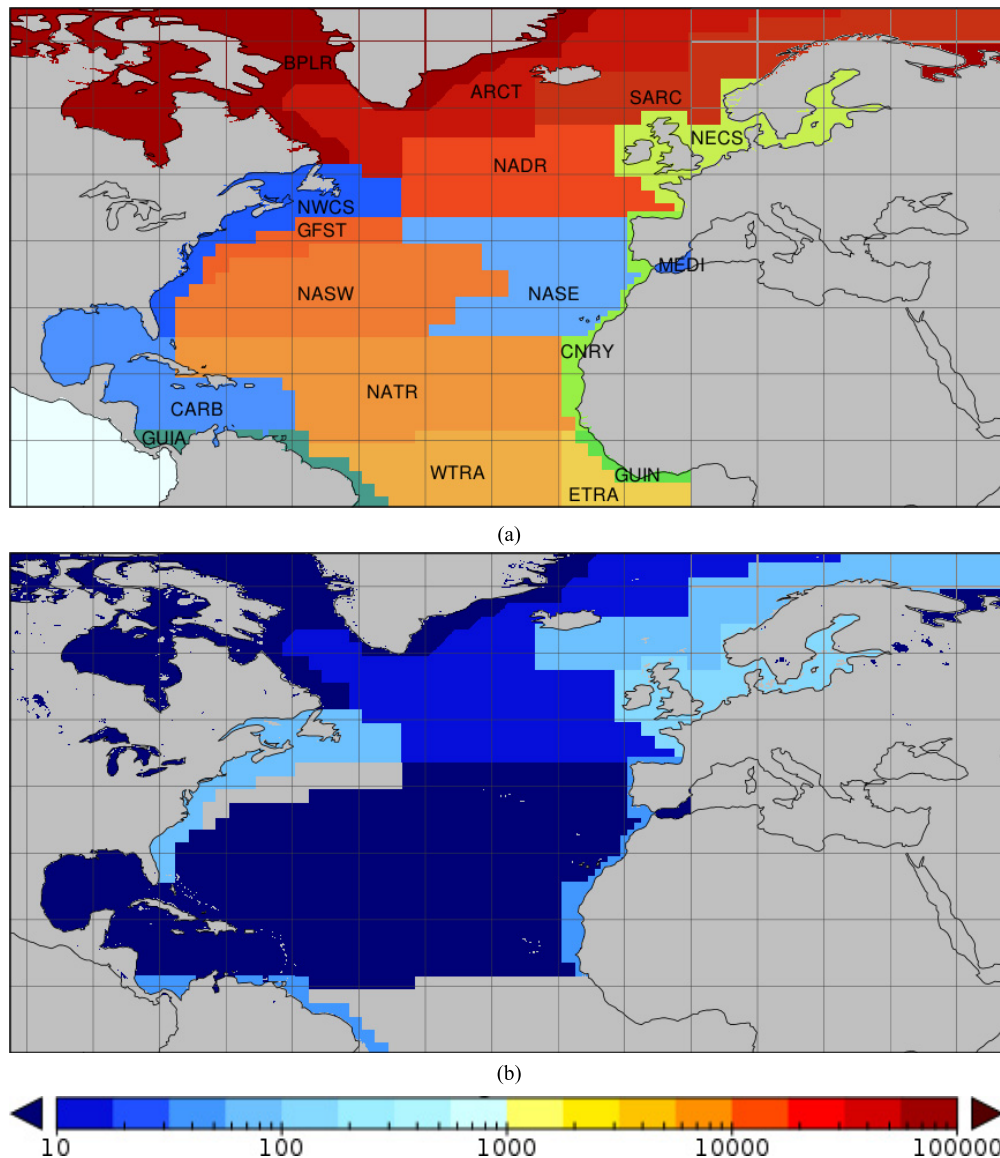 BPLR
ARCT
SARC
NECS
NADR
NWCS
GFST
MEDI
NASW
NASE
CNRY
NATR
CARB
GUIA
WTRA
GUIN
ETRA
(a)
(b)
10 100 1000 10000 100000